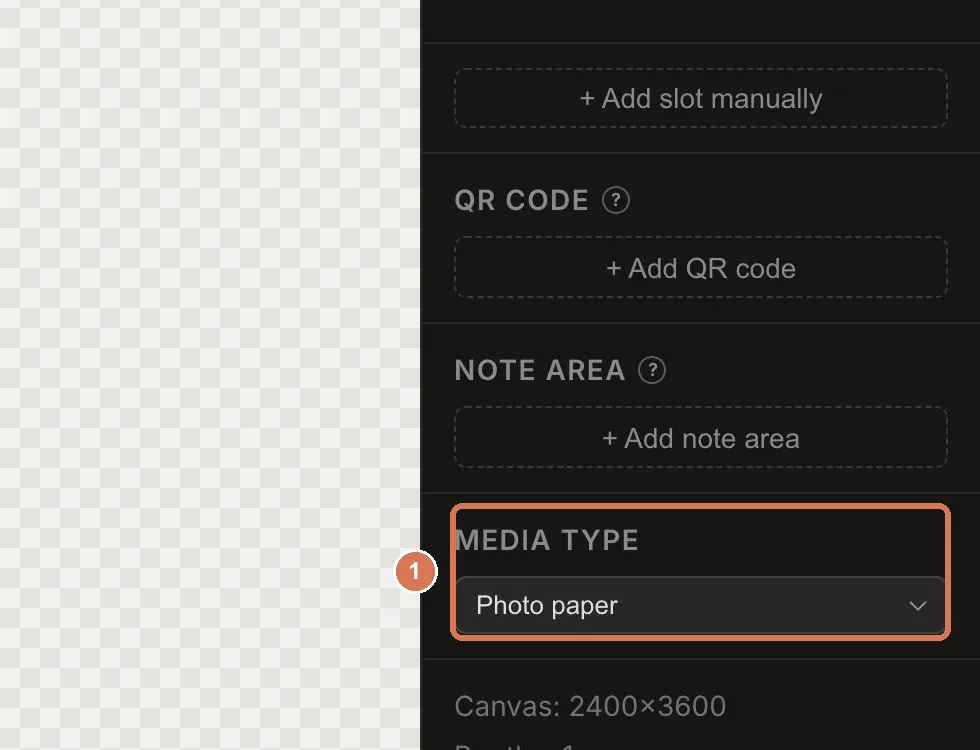 + Add slot manually
QR CODE ?
+ Add QR code
NOTE AREA ?
+ Add note area
MEDIA TYPE
1
Photo paper
Canvas: 2400×3600